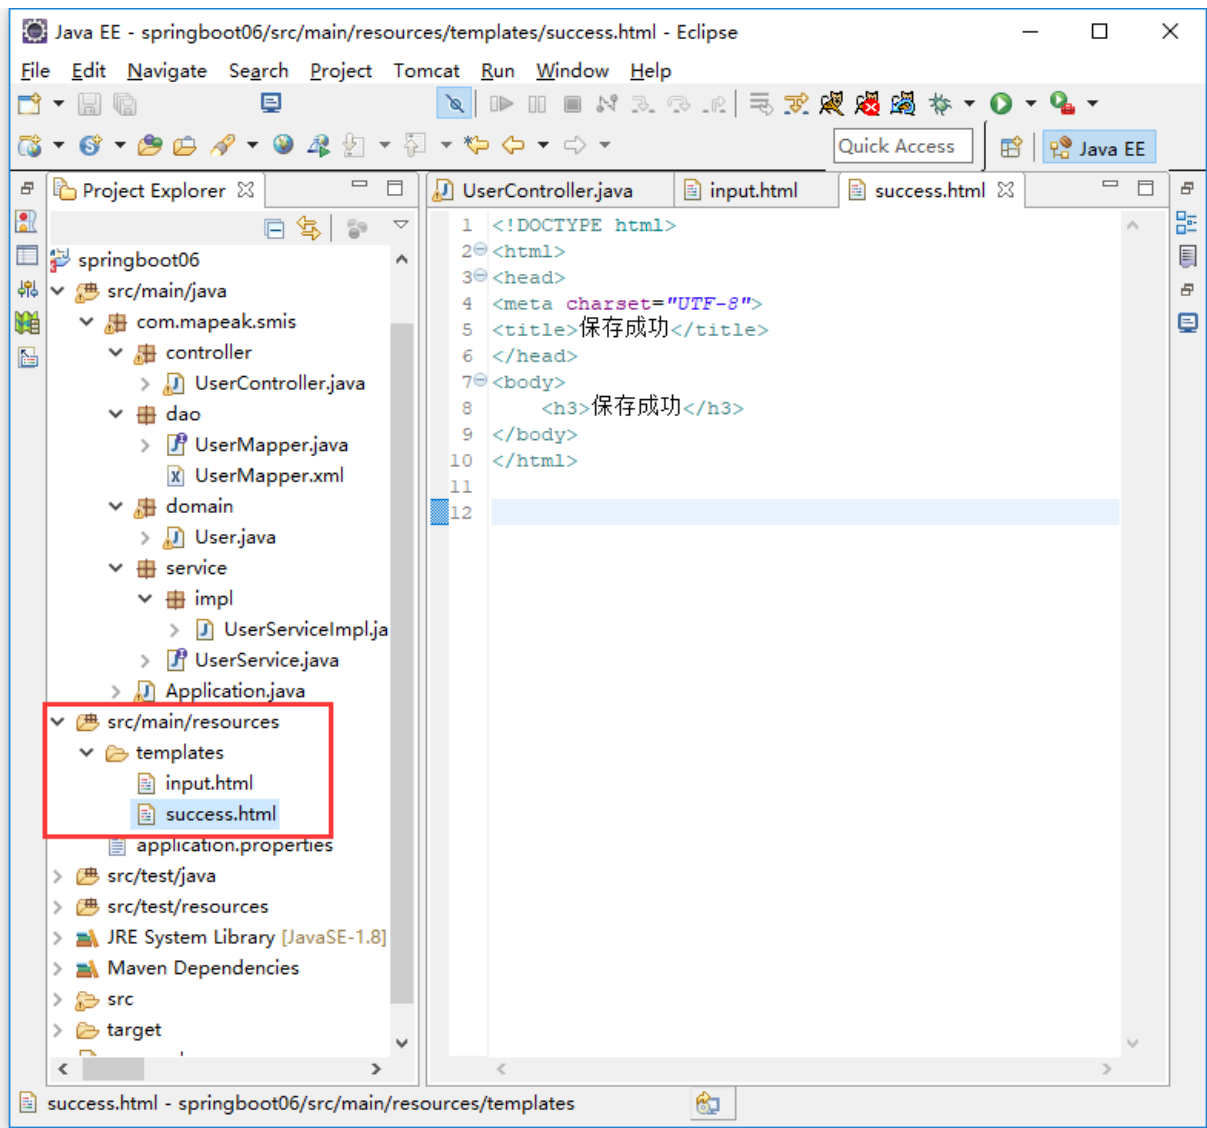 Java EE - springboot06/src/main/resources/templates/success.html - Eclipse
File Edit Navigate Search Project Tomcat Run Window Help
Quick Access
Java EE
Project Explorer
springboot06
src/main/java
com.mapeak.smis
controller
UserController.java
dao
UserMapper.java
UserMapper.xml
domain
User.java
service
impl
UserServiceImpl.ja
UserService.java
Application.java
src/main/resources
templates
input.html
success.html
application.properties
src/test/java
src/test/resources
JRE System Library [JavaSE-1.8]
Maven Dependencies
src
target
UserController.java input.html success.html
1 <!DOCTYPE html>
2 <html>
3 <head>
4 <meta charset="UTF-8">
5 <title>保存成功</title>
6 </head>
7 <body>
8 <h3>保存成功</h3>
9 </body>
10 </html>
11
12
success.html - springboot06/src/main/resources/templates